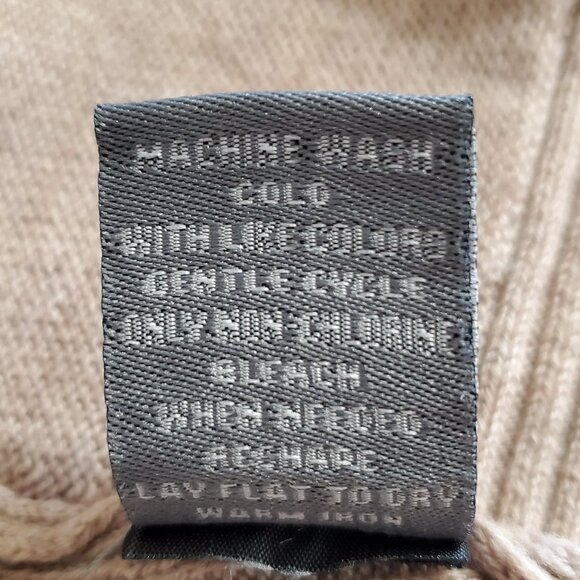 MACHINE WASH
COLD
WITH LIKE COLORS
GENTLE CYCLE
ONLY NON-CHLORINE
BLEACH
WHEN NEEDED
RESHAPE
LAY FLAT TO DRY
WARM IRON